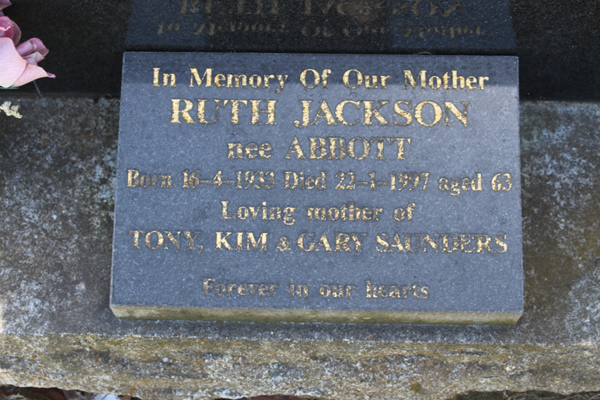 In Memory Of Our Mother
RUTH JACKSON
nee ABBOTT
Born 16-4-1933 Died 22-1-1997 aged 63
Loving mother of
TONY, KIM & GARY SAUNDERS
Forever in our hearts